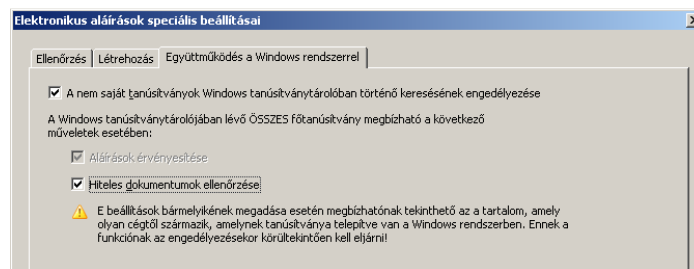 Elektronikus aláírások speciális beállításai
Ellenőrzés Létrehozás Együttműködés a Windows rendszerrel
A nem saját tanúsítványok Windows tanúsítványtárolóban történő keresésének engedélyezése
A Windows tanúsítványtárolójában lévő ÖSSZES főtanúsítvány megbízható a következő
műveletek esetében:
Aláírások érvényesítése
Hiteles dokumentumok ellenőrzése
E beállítások bármelyikének megadása esetén megbízhatónak tekinthető az a tartalom, amely
olyan cégtől származik, amelynek tanúsítványa telepítve van a Windows rendszerben. Ennek a
funkciónak az engedélyezésekor körültekintően kell eljárni!